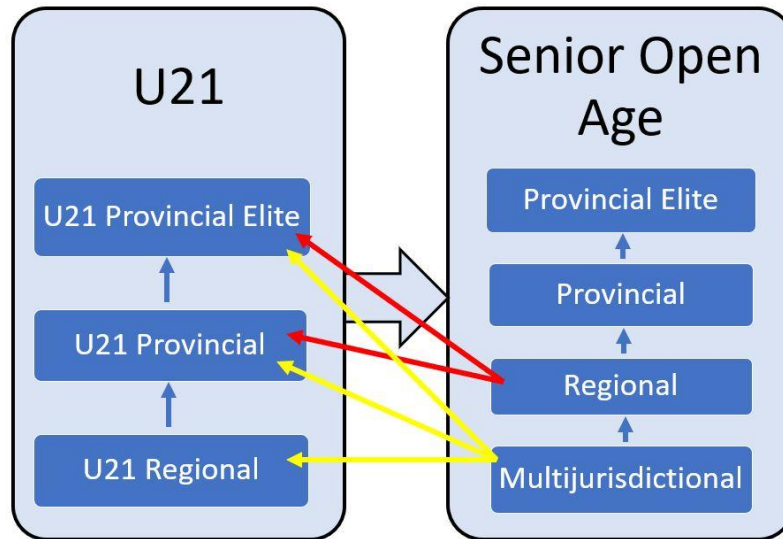 U21
U21 Provincial Elite
U21 Provincial
U21 Regional
Senior Open
Age
Provincial Elite
Provincial
Regional
Multijurisdictional